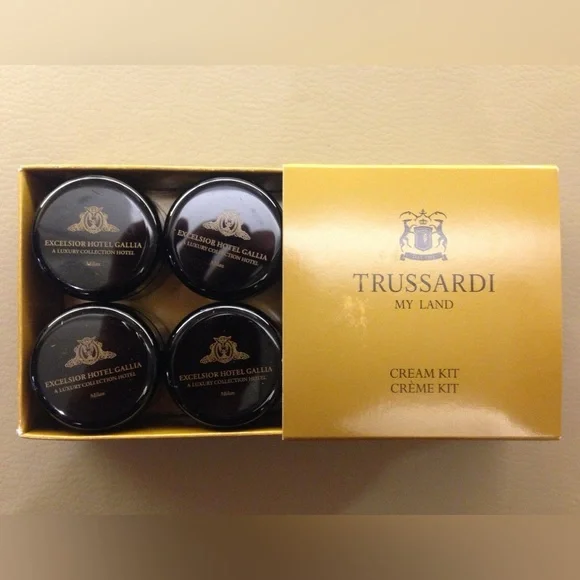 EXCELSIOR HOTEL GALLIA
A LUXURY COLLECTION HOTEL
Milan
EXCELSIOR HOTEL GALLIA
A LUXURY COLLECTION HOTEL
Milan
EXCELSIOR HOTEL GALLIA
A LUXURY COLLECTION HOTEL
Milan
EXCELSIOR HOTEL GALLIA
A LUXURY COLLECTION HOTEL
Milan
TRUSSARDI
MY LAND
CREAM KIT
CRÈME KIT